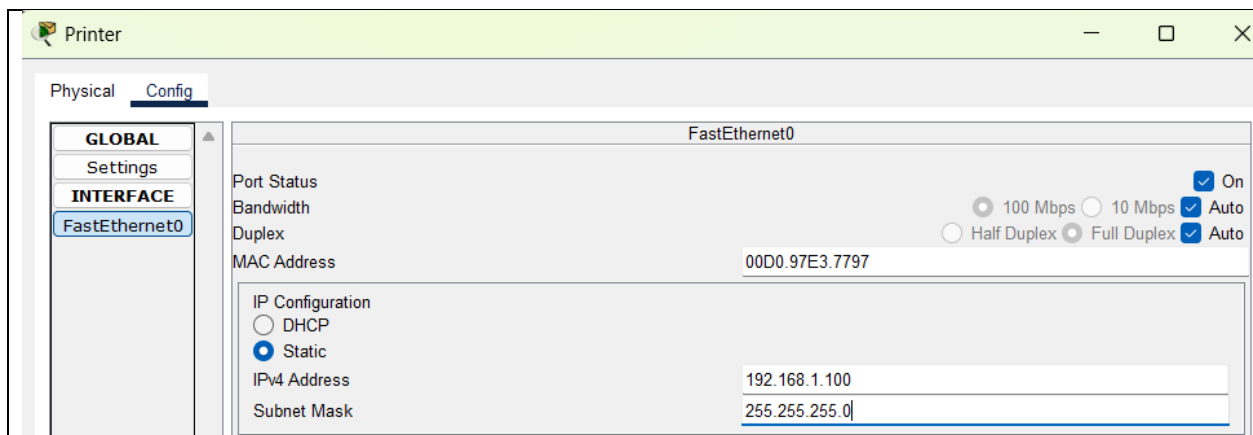 Printer
Physical Config
GLOBAL
Settings
INTERFACE
FastEthernet0
FastEthernet0
Port Status On
Bandwidth 100 Mbps 10 Mbps Auto
Duplex Half Duplex Full Duplex Auto
MAC Address 00D0.97E3.7797
IP Configuration
DHCP
Static
IPv4 Address 192.168.1.100
Subnet Mask 255.255.255.0